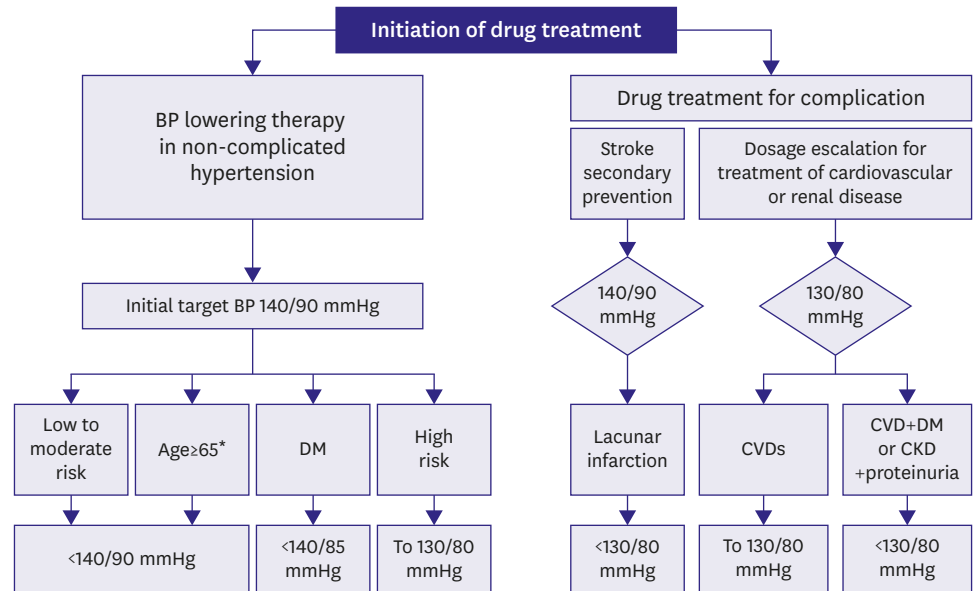 Initiation of drug treatment
BP lowering therapy
in non-complicated
hypertension
Drug treatment for complication
Stroke
secondary
prevention
Dosage escalation for
treatment of cardiovascular
or renal disease
Initial target BP 140/90 mmHg
140/90
mmHg
130/80
mmHg
Low to
moderate
risk
Age≥65*
DM
High
risk
Lacunar
infarction
CVDs
CVD+DM
or CKD
+proteinuria
<140/90 mmHg
<140/85
mmHg
To 130/80
mmHg
<130/80
mmHg
To 130/80
mmHg
<130/80
mmHg